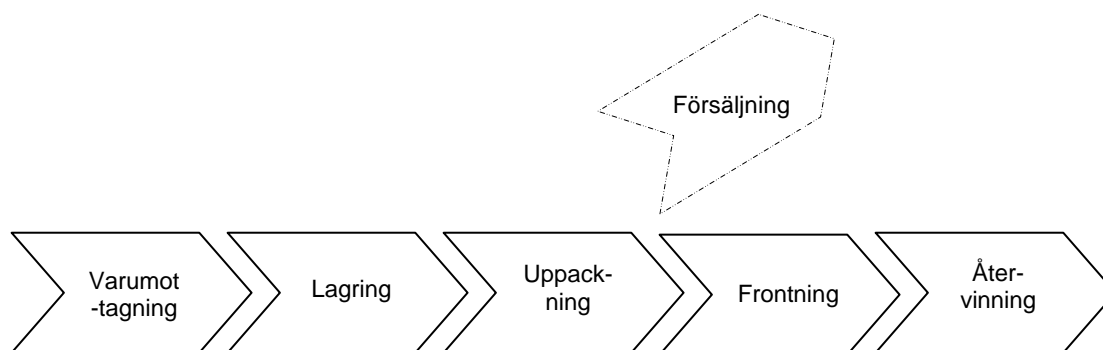 Försäljning
Varumot
-tagning
Lagring
Uppack-
ning
Frontning
Åter-
vinning